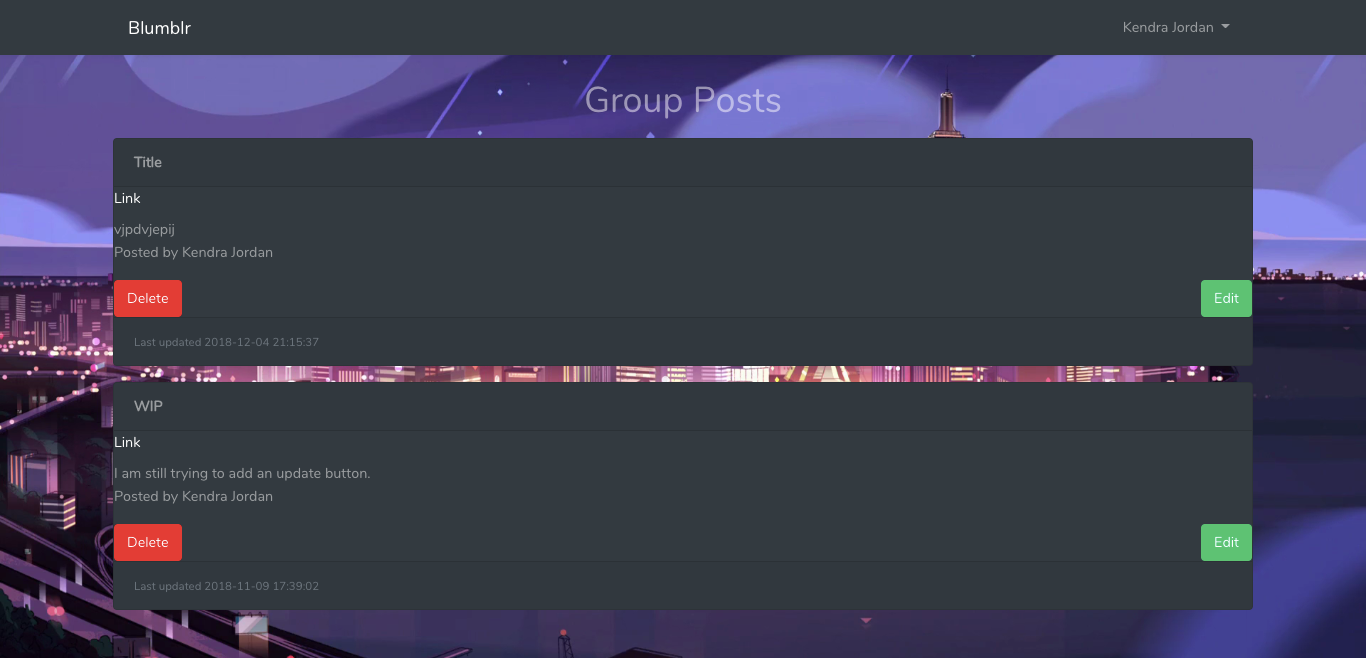 Blumblr
Kendra Jordan
Group Posts
Title
Link
vjpdvjepij
Posted by Kendra Jordan
Delete
Edit
Last updated 2018-12-04 21:15:37
WIP
Link
I am still trying to add an update button.
Posted by Kendra Jordan
Delete
Edit
Last updated 2018-11-09 17:39:02